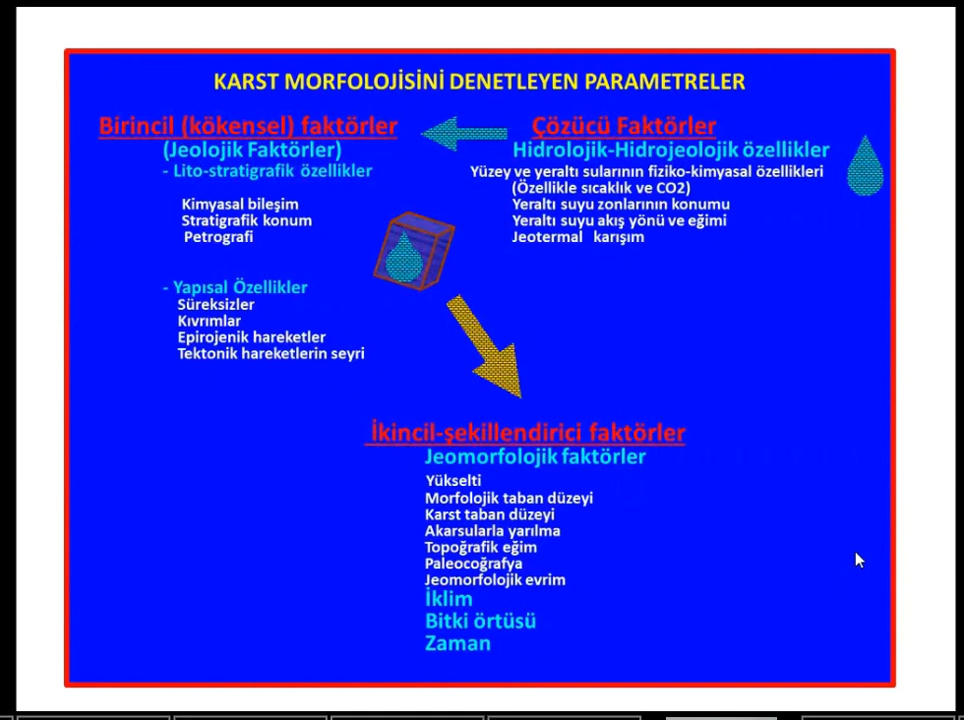 KARST MORFOLOJİSİNİ DENETLEYEN PARAMETRELER
Birincil (kökensel) faktörler
(Jeolojik Faktörler)
- Lito-stratigrafik özellikler
Kimyasal bileşim
Stratigrafik konum
Petrografi
- Yapısal Özellikler
Süreksizler
Kıvrımlar
Epirojenik hareketler
Tektonik hareketlerin seyri
Çözücü Faktörler
Hidrolojik-Hidrojeolojik özellikler
Yüzey ve yeraltı sularının fiziko-kimyasal özellikleri
(Özellikle sıcaklık ve CO2)
Yeraltı suyu zonlarının konumu
Yeraltı suyu akış yönü ve eğimi
Jeotermal karışım
İkincil-şekillendirici faktörler
Jeomorfolojik faktörler
Yükselti
Morfolojik taban düzeyi
Karst taban düzeyi
Akarsularla yarılma
Topoğrafik eğim
Paleocoğrafya
Jeomorfolojik evrim
İklim
Bitki örtüsü
Zaman